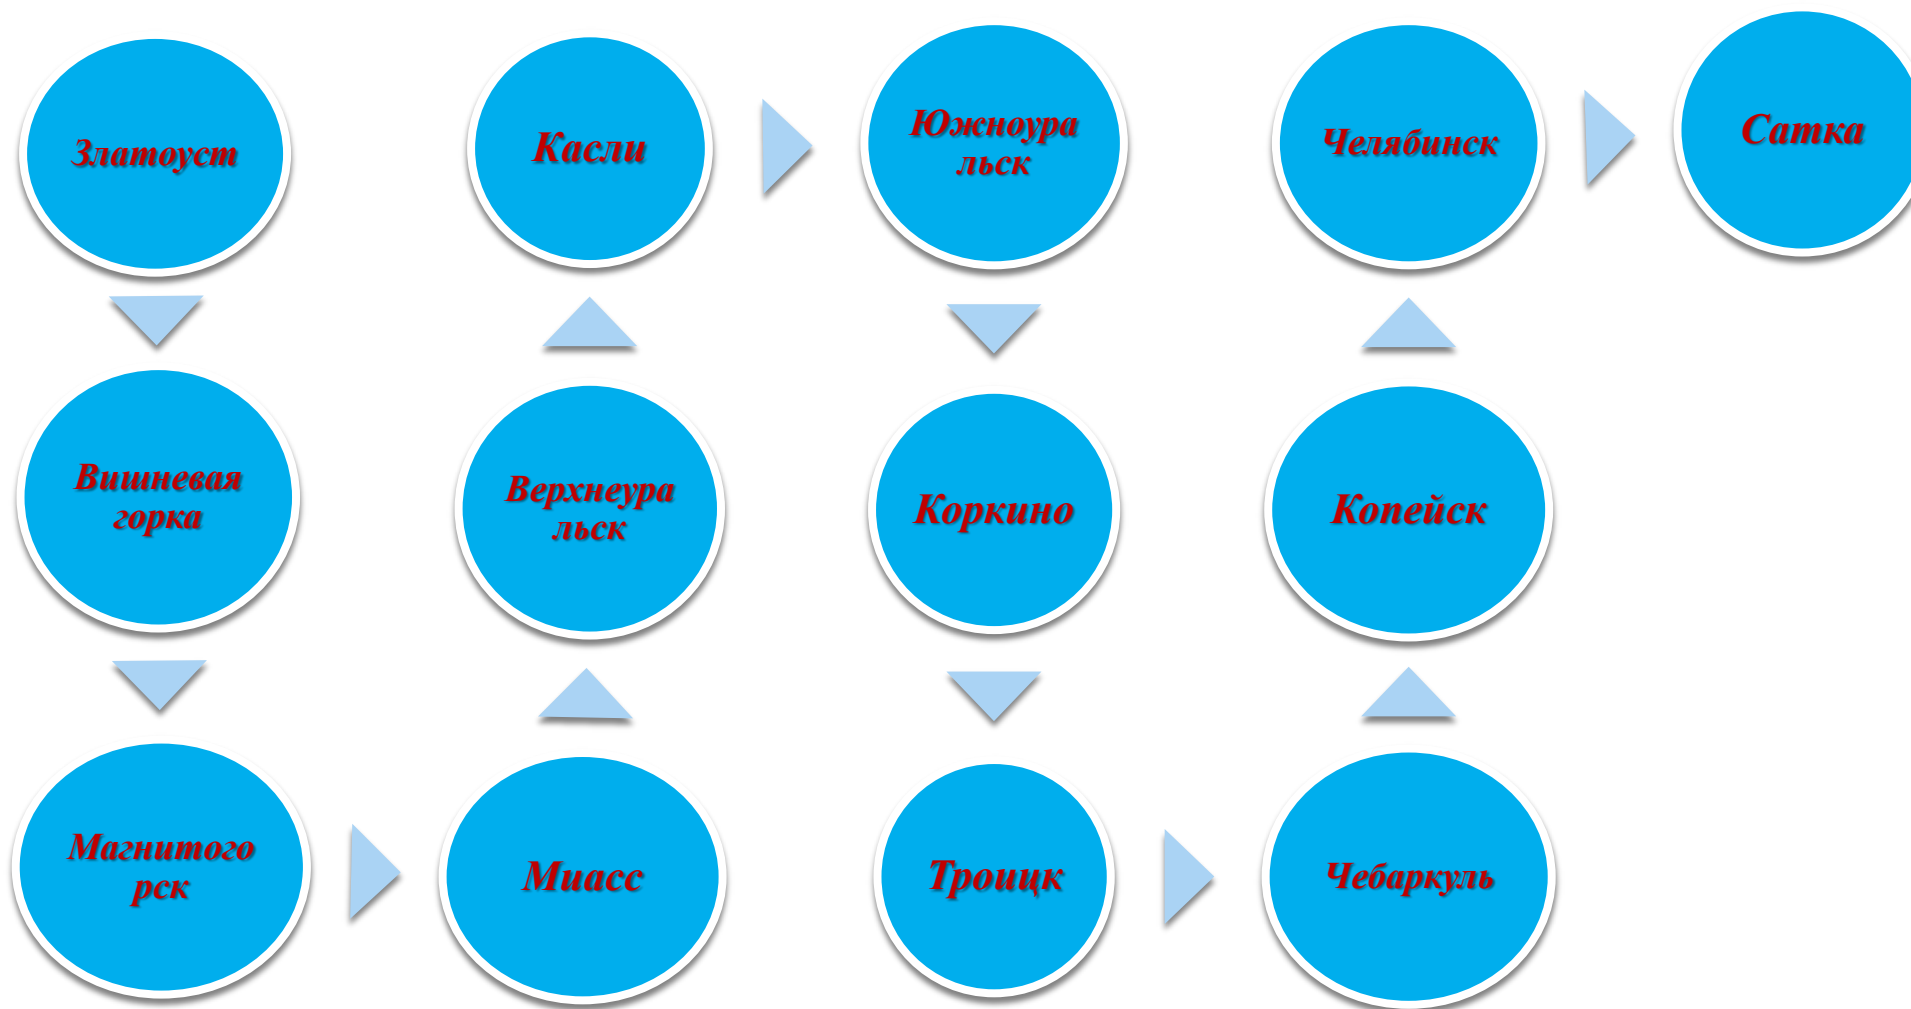 Златоуст
Вишневая
горка
Магнитого
рск
Миасс
Верхнеура
льск
Касли
Южноура
льск
Коркино
Троицк
Чебаркуль
Копейск
Челябинск
Сатка